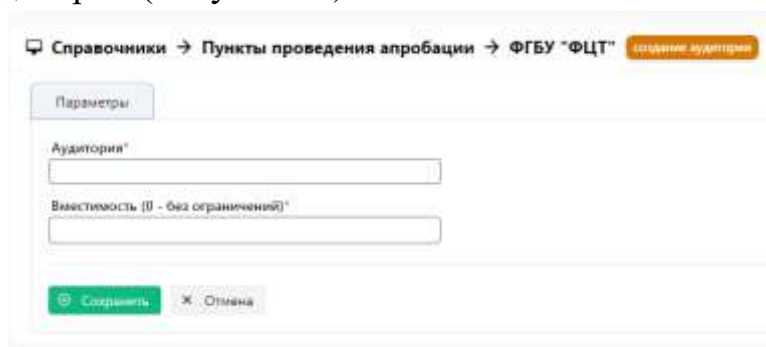 Справочники → Пункты проведения апробации → ФГБУ "ФЦТ" создание аудитории
Параметры
Аудитория*
Вместимость (0 - без ограничений)*
Сохранить × Отмена